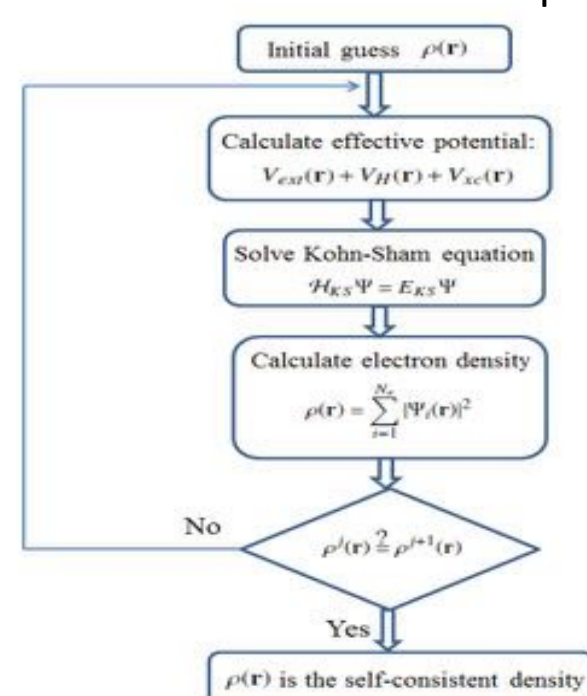 Initial guess ρ(r)
Calculate effective potential:
V_ext(r) + V_H(r) + V_xc(r)
Solve Kohn-Sham equation
ℋ_KS Ψ = E_KS Ψ
Calculate electron density
ρ(r) = ∑_{i=1}^{N_e} |Ψ_i(r)|²
No
ρ^j(r) ≟ ρ^{j+1}(r)
Yes
ρ(r) is the self-consistent density